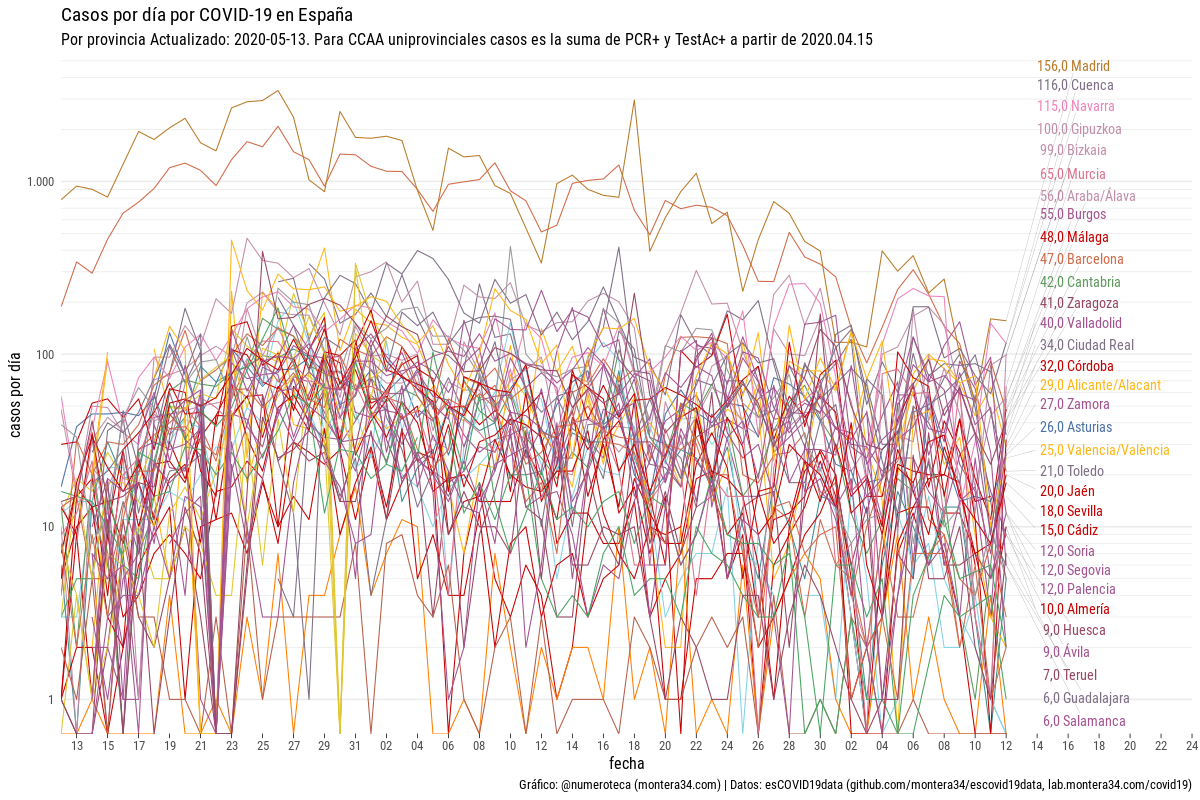 Casos por día por COVID-19 en España
Por provincia Actualizado: 2020-05-13. Para CCAA uniprovinciales casos es la suma de PCR+ y TestAc+ a partir de 2020.04.15
156,0 Madrid
116,0 Cuenca
115,0 Navarra
100,0 Gipuzkoa
99,0 Bizkaia
65,0 Murcia
56,0 Araba/Álava
55,0 Burgos
48,0 Málaga
47,0 Barcelona
42,0 Cantabria
41,0 Zaragoza
40,0 Valladolid
34,0 Ciudad Real
32,0 Córdoba
29,0 Alicante/Alacant
27,0 Zamora
26,0 Asturias
25,0 Valencia/València
21,0 Toledo
20,0 Jaén
18,0 Sevilla
15,0 Cádiz
12,0 Soria
12,0 Segovia
12,0 Palencia
10,0 Almería
9,0 Huesca
9,0 Ávila
7,0 Teruel
6,0 Guadalajara
6,0 Salamanca
casos por día
1.000
100
10
1
13 15 17 19 21 23 25 27 29 31 02 04 06 08 10 12 14 16 18 20 22 24 26 28 30 02 04 06 08 10 12 14 16 18 20 22 24
fecha
Gráfico: @numeroteca (montera34.com) | Datos: esCOVID19data (github.com/montera34/escovid19data, lab.montera34.com/covid19)